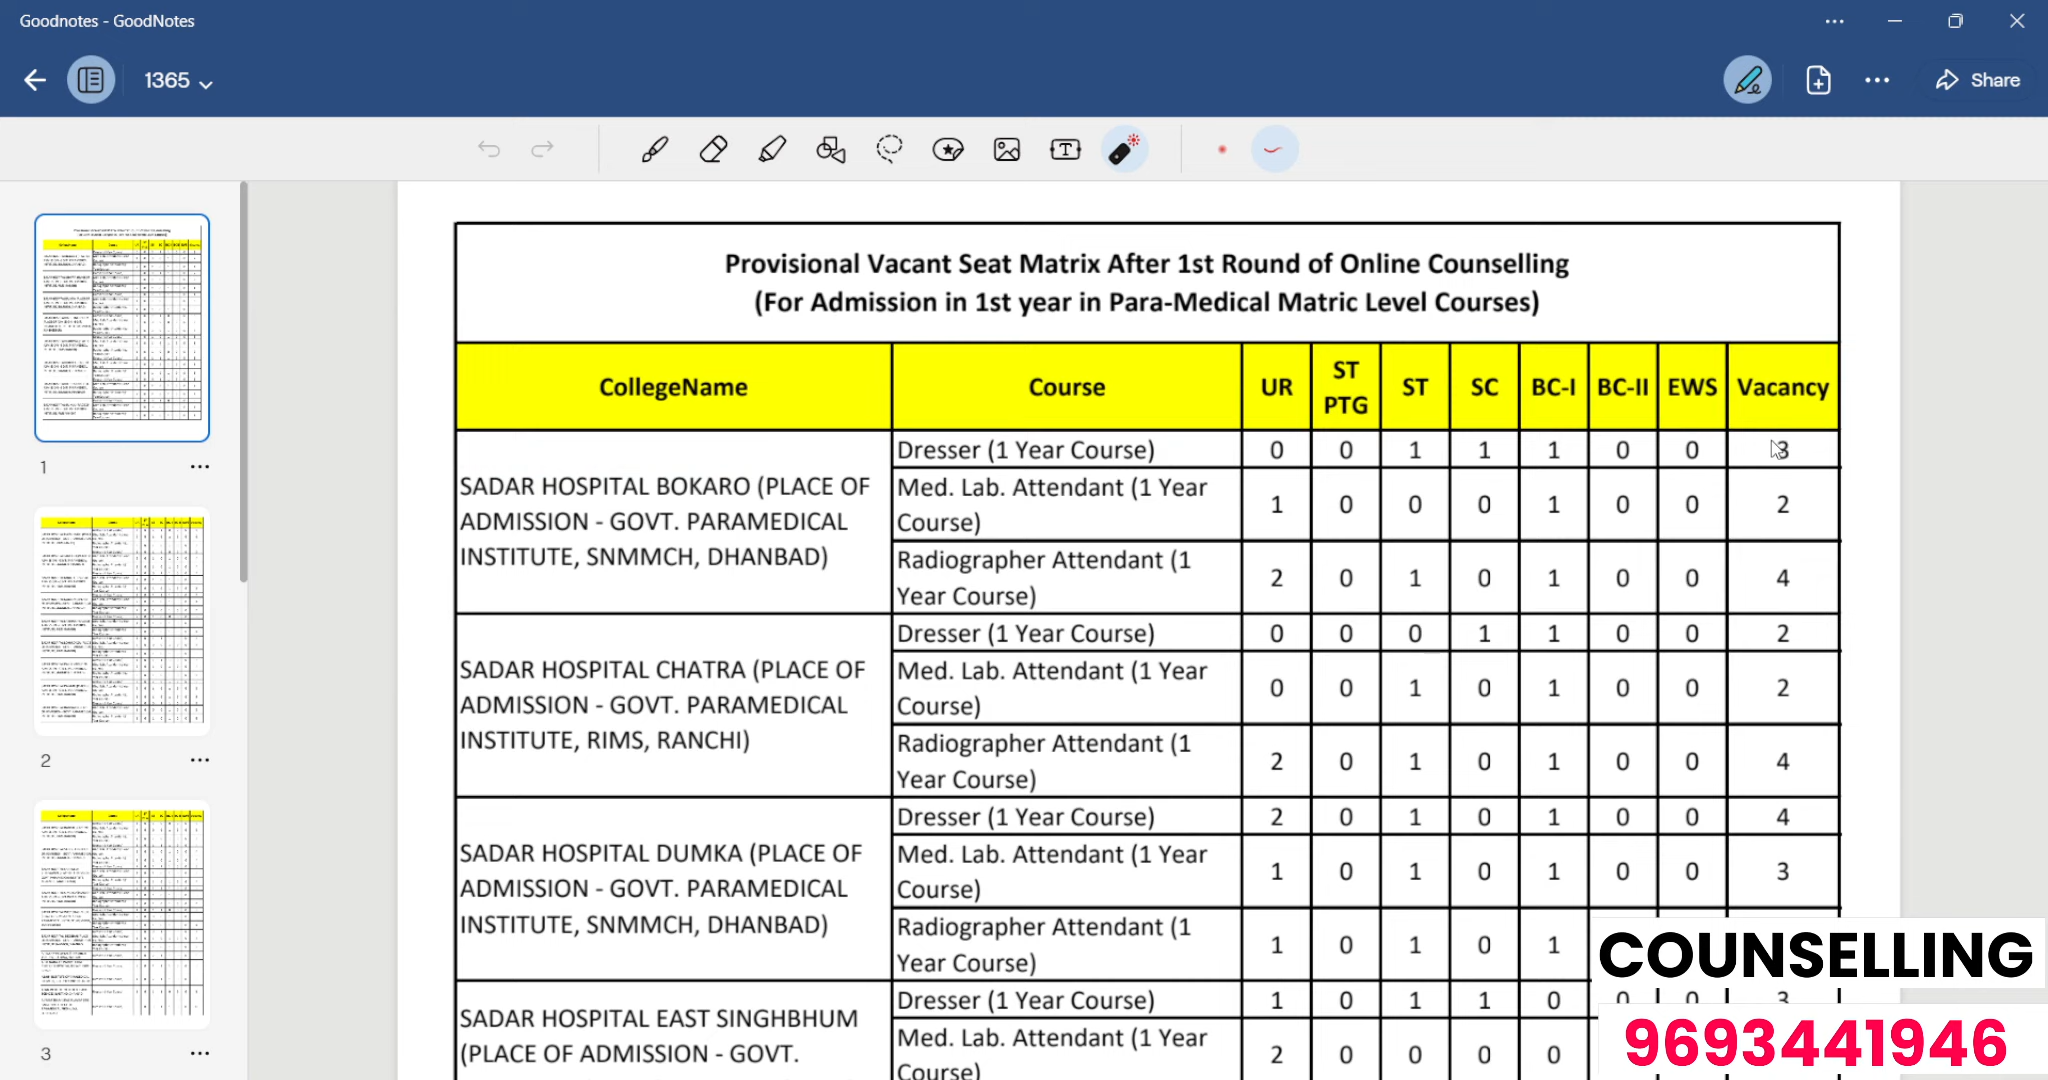 Goodnotes - GoodNotes
1365
Share
Provisional Vacant Seat Matrix After 1st Round of Online Counselling
(For Admission in 1st year in Para-Medical Matric Level Courses)
CollegeName Course UR ST PTG ST SC BC-I BC-II EWS Vacancy
SADAR HOSPITAL BOKARO (PLACE OF
ADMISSION - GOVT. PARAMEDICAL
INSTITUTE, SNMMCH, DHANBAD)
Dresser (1 Year Course) 0 0 1 1 1 0 0 3
Med. Lab. Attendant (1 Year
Course) 1 0 0 0 1 0 0 2
Radiographer Attendant (1
Year Course) 2 0 1 0 1 0 0 4
SADAR HOSPITAL CHATRA (PLACE OF
ADMISSION - GOVT. PARAMEDICAL
INSTITUTE, RIMS, RANCHI)
Dresser (1 Year Course) 0 0 0 1 1 0 0 2
Med. Lab. Attendant (1 Year
Course) 0 0 1 0 1 0 0 2
Radiographer Attendant (1
Year Course) 2 0 1 0 1 0 0 4
SADAR HOSPITAL DUMKA (PLACE OF
ADMISSION - GOVT. PARAMEDICAL
INSTITUTE, SNMMCH, DHANBAD)
Dresser (1 Year Course) 2 0 1 0 1 0 0 4
Med. Lab. Attendant (1 Year
Course) 1 0 1 0 1 0 0 3
Radiographer Attendant (1
Year Course) 1 0 1 0 1
SADAR HOSPITAL EAST SINGHBHUM
(PLACE OF ADMISSION - GOVT.
Dresser (1 Year Course) 1 0 1 1 0 0 0 3
Med. Lab. Attendant (1 Year
Course) 2 0 0 0 0
1
2
3
COUNSELLING
9693441946